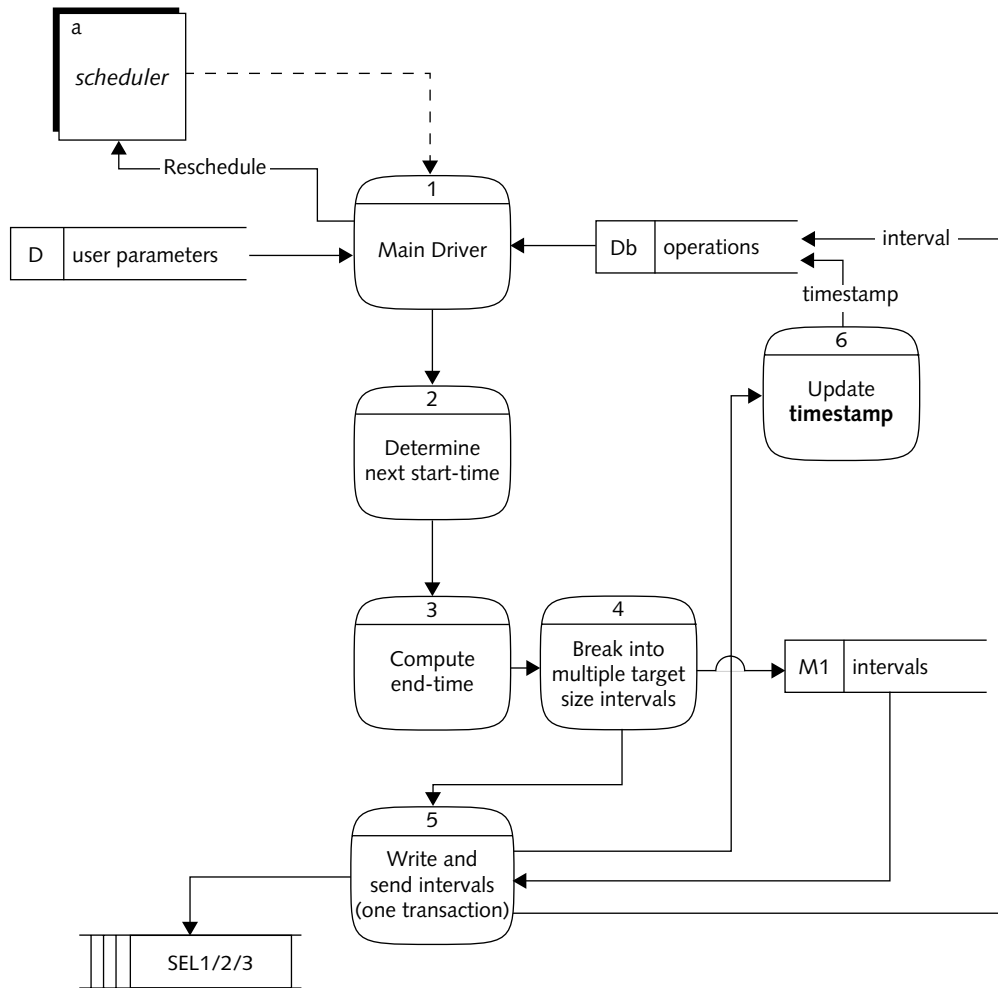 a
scheduler
Reschedule
1
Main Driver
D
user parameters
Db
operations
interval
timestamp
6
Update
timestamp
2
Determine
next start-time
3
Compute
end-time
4
Break into
multiple target
size intervals
M1
intervals
5
Write and
send intervals
(one transaction)
SEL1/2/3